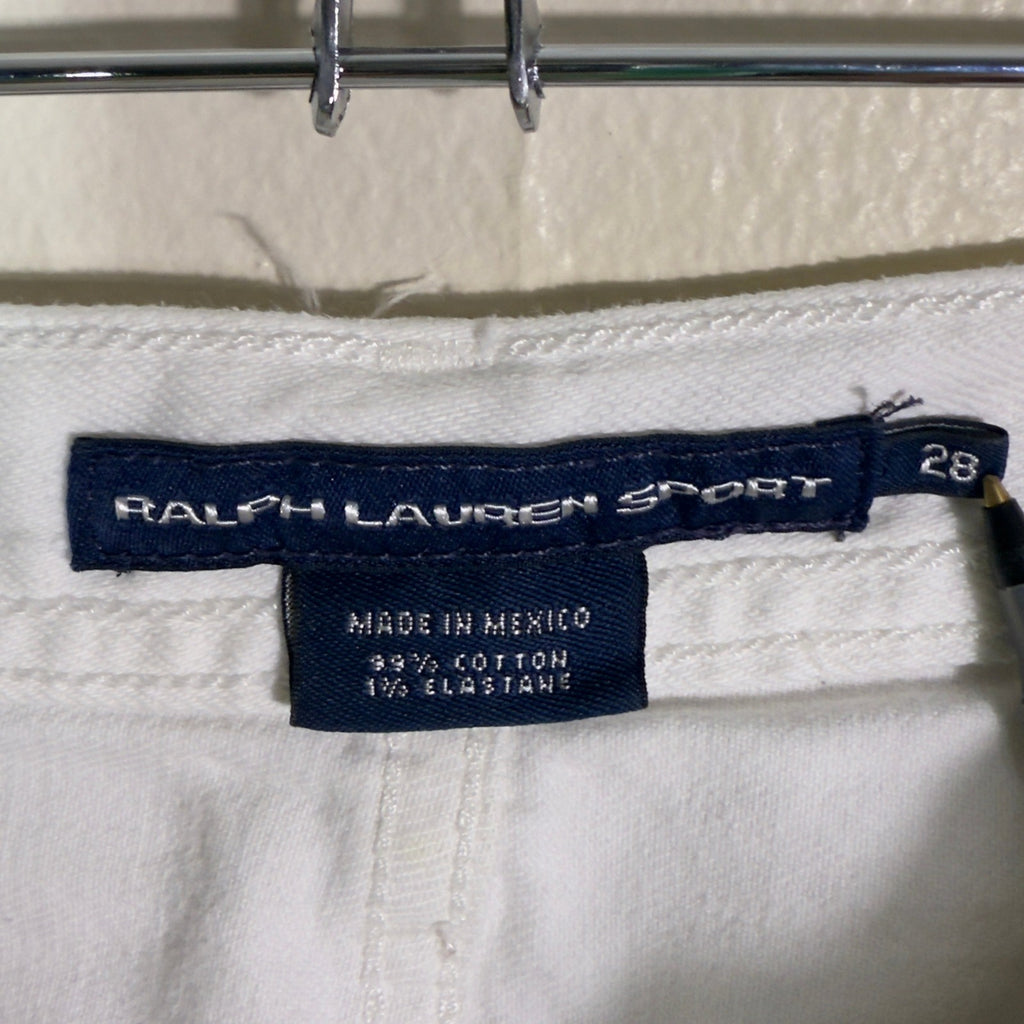 RALPH LAUREN SPORT
28
MADE IN MEXICO
99% COTTON
1% ELASTANE